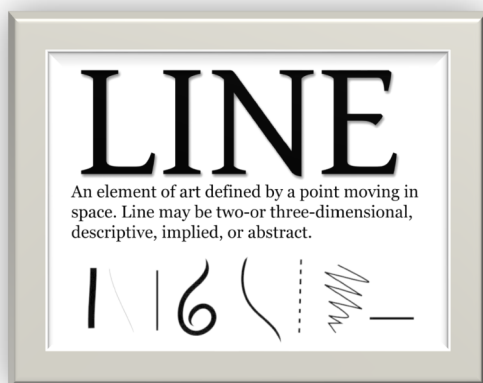 LINE
An element of art defined by a point moving in
space. Line may be two-or three-dimensional,
descriptive, implied, or abstract.